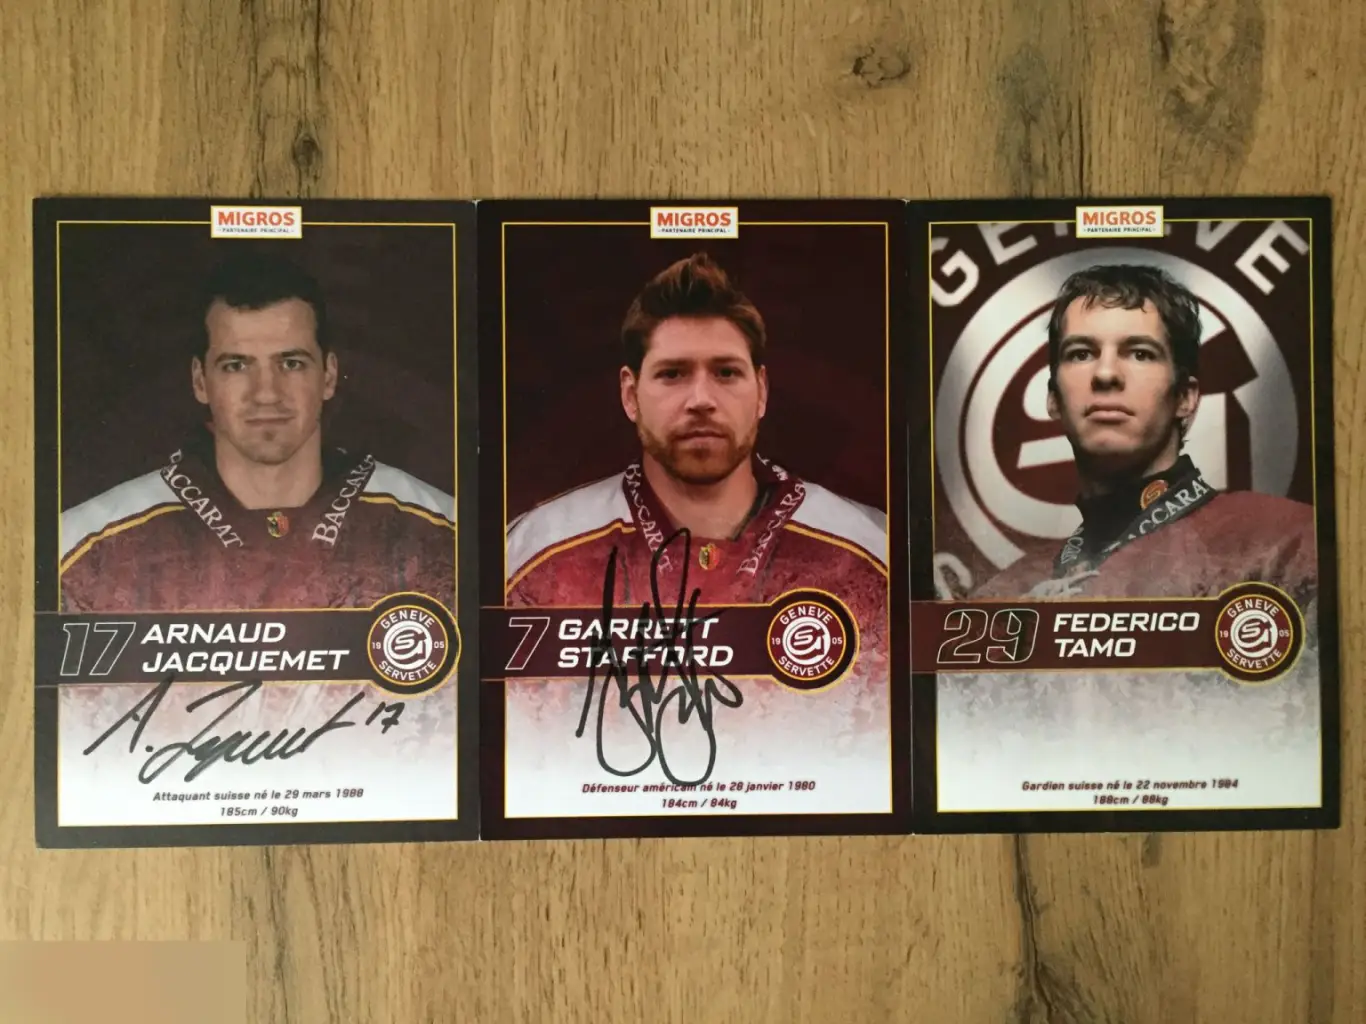 MIGROS
- PARTENAIRE PRINCIPAL -
BACCARAT
BACCARAT
17
ARNAUD
JACQUEMET
GENEVE
1905
SERVETTE
A. Jacquemet 17
Attaquant suisse né le 29 mars 1988
185cm / 90kg
MIGROS
- PARTENAIRE PRINCIPAL -
BACCARAT
BACCARAT
7
GARRETT
STAFFORD
GENEVE
1905
SERVETTE
Défenseur américain né le 28 janvier 1980
184cm / 84kg
MIGROS
- PARTENAIRE PRINCIPAL -
GENEVE
BACCARAT
29
FEDERICO
TAMO
GENEVE
1905
SERVETTE
Gardien suisse né le 22 novembre 1984
188cm / 88kg